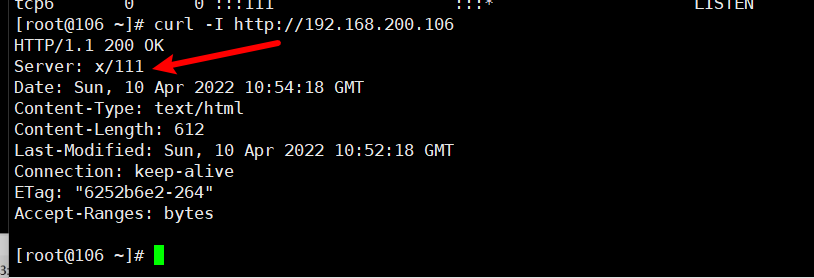 tcp6 0 0 :::111 :::* LISTEN
[root@106 ~]# curl -I http://192.168.200.106
HTTP/1.1 200 OK
Server: x/111
Date: Sun, 10 Apr 2022 10:54:18 GMT
Content-Type: text/html
Content-Length: 612
Last-Modified: Sun, 10 Apr 2022 10:52:18 GMT
Connection: keep-alive
ETag: "6252b6e2-264"
Accept-Ranges: bytes
[root@106 ~]#
3: